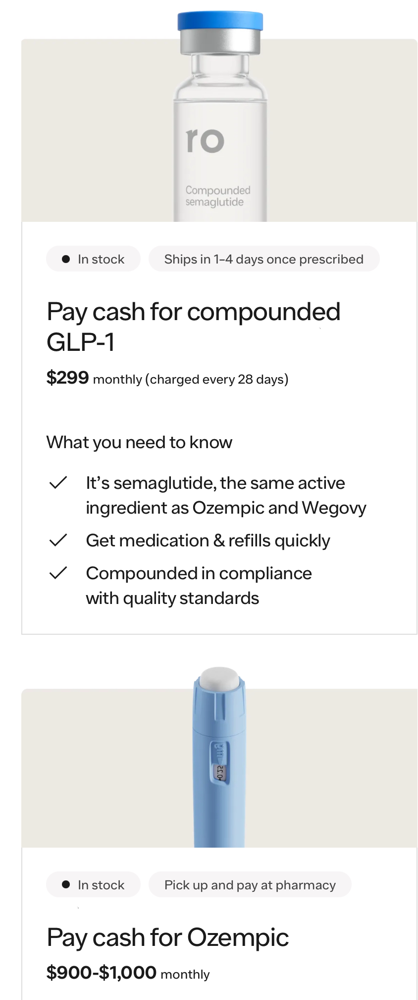 ro
Compounded
semaglutide
In stock
Ships in 1–4 days once prescribed
Pay cash for compounded
GLP-1
$299 monthly (charged every 28 days)
What you need to know
It’s semaglutide, the same active
ingredient as Ozempic and Wegovy
Get medication & refills quickly
Compounded in compliance
with quality standards
0.25
In stock
Pick up and pay at pharmacy
Pay cash for Ozempic
$900-$1,000 monthly